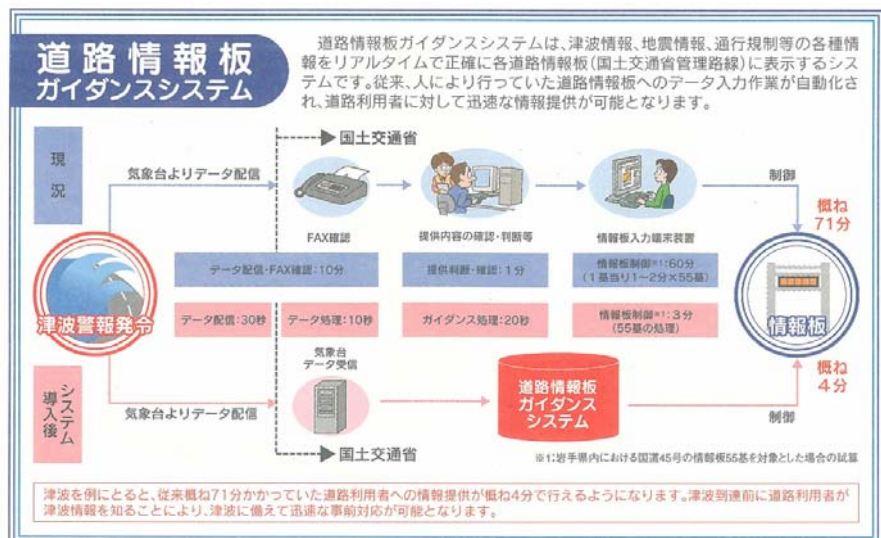 道路情報板
ガイダンスシステム
道路情報板ガイダンスシステムは、津波情報、地震情報、通行規制等の各種情
報をリアルタイムで正確に各道路情報板(国土交通省管理路線)に表示するシス
テムです。従来、人により行っていた道路情報板へのデータ入力作業が自動化さ
れ、道路利用者に対して迅速な情報提供が可能となります。
現況
国土交通省
気象台よりデータ配信
制御
概ね
71分
FAX確認
提供内容の確認・判断等
情報板入力端末装置
データ配信・FAX確認:10分
提供判断・確認:1分
情報板制御※1:60分
(1基当り1~2分×55基)
津波警報発令
情報板
データ配信:30秒
データ処理:10秒
ガイダンス処理:20秒
情報板制御※1:3分
(55基の処理)
システム
導入後
気象台
データ受信
道路情報板
ガイダンス
システム
概ね
4分
気象台よりデータ配信
制御
国土交通省
※1:岩手県内における国道45号の情報板55基を対象とした場合の試算
津波を例にとると、従来概ね71分かかっていた道路利用者への情報提供が概ね4分で行えるようになります。津波到達前に道路利用者が
津波情報を知ることにより、津波に備えて迅速な事前対応が可能となります。